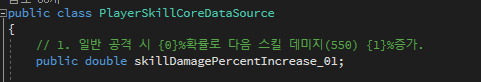 public class PlayerSkillCoreDataSource
{
// 1. 일반 공격 시 {0}%확률로 다음 스킬 데미지(550) {1}%증가.
public double skillDamagePercentIncrease_01;